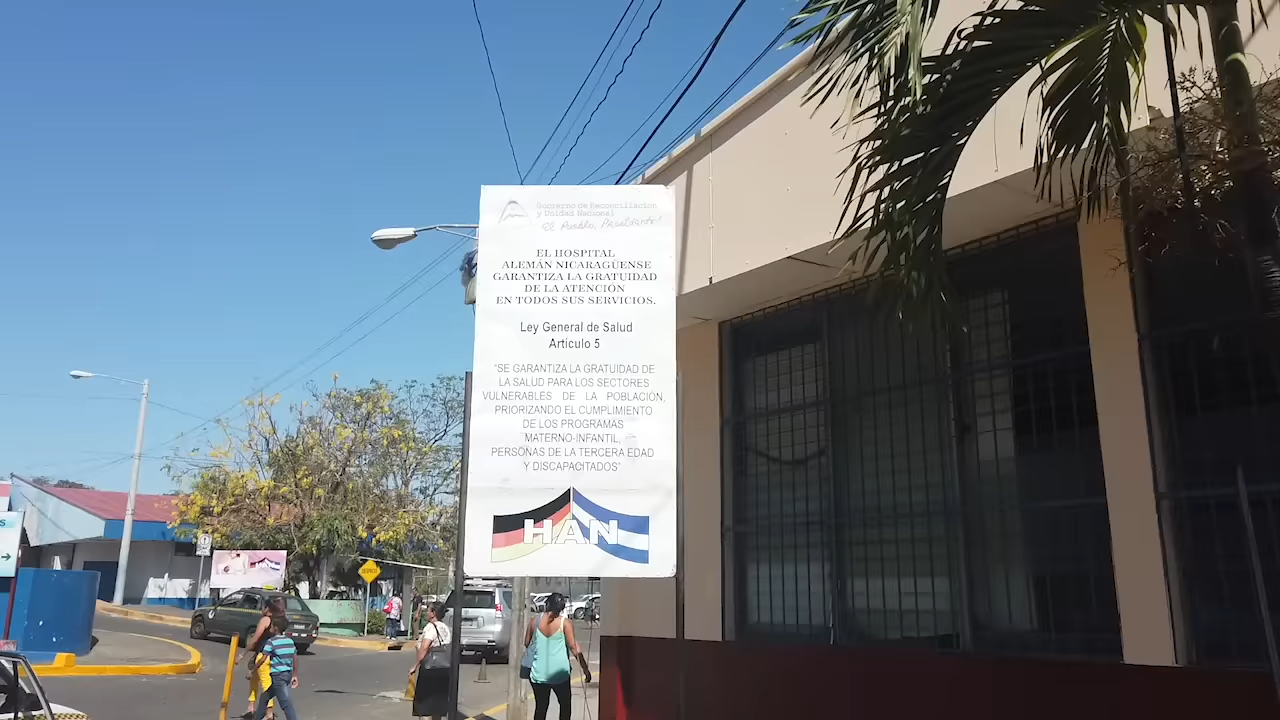 Gobierno de Reconciliación
y Unidad Nacional
El Pueblo, Presidente!
EL HOSPITAL
ALEMÁN NICARAGÜENSE
GARANTIZA LA GRATUIDAD
DE LA ATENCIÓN
EN TODOS SUS SERVICIOS.
Ley General de Salud
Artículo 5
"SE GARANTIZA LA GRATUIDAD DE
LA SALUD PARA LOS SECTORES
VULNERABLES DE LA POBLACIÓN,
PRIORIZANDO EL CUMPLIMIENTO
DE LOS PROGRAMAS
MATERNO-INFANTIL,
PERSONAS DE LA TERCERA EDAD
Y DISCAPACITADOS"
HAN